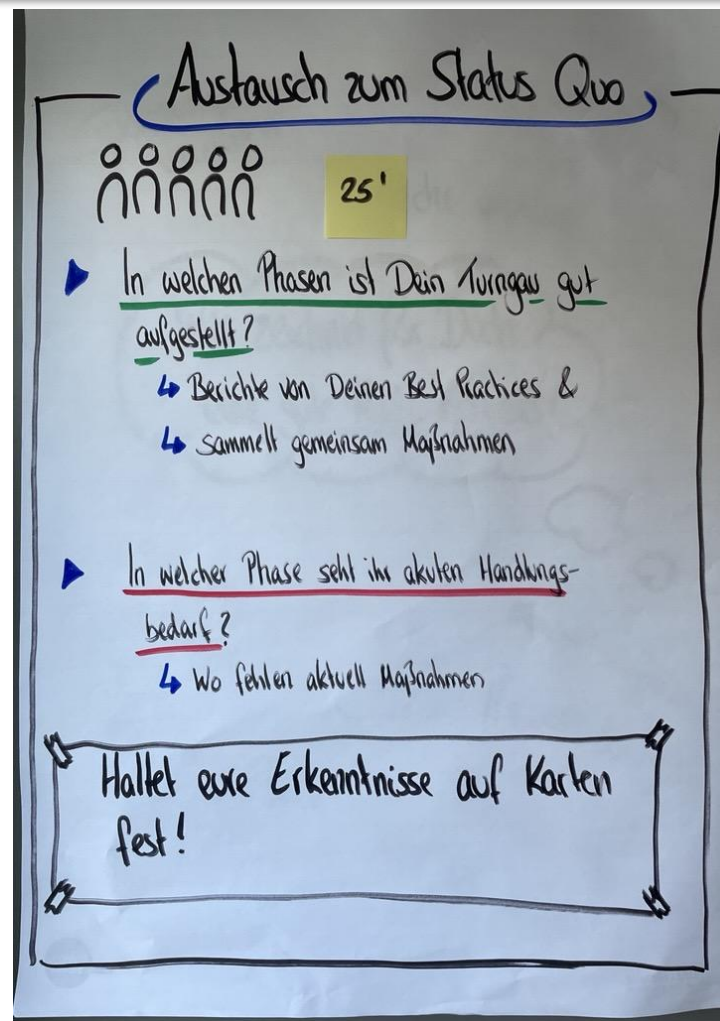 Austausch zum Status Quo
25'
In welchen Phasen ist Dein Turngau gut
aufgestellt?
Berichte von Deinen Best Practices &
sammelt gemeinsam Maßnahmen
In welcher Phase seht ihr akuten Handlungs-
bedarf?
Wo fehlen aktuell Maßnahmen
Haltet eure Erkenntnisse auf Karten
fest!